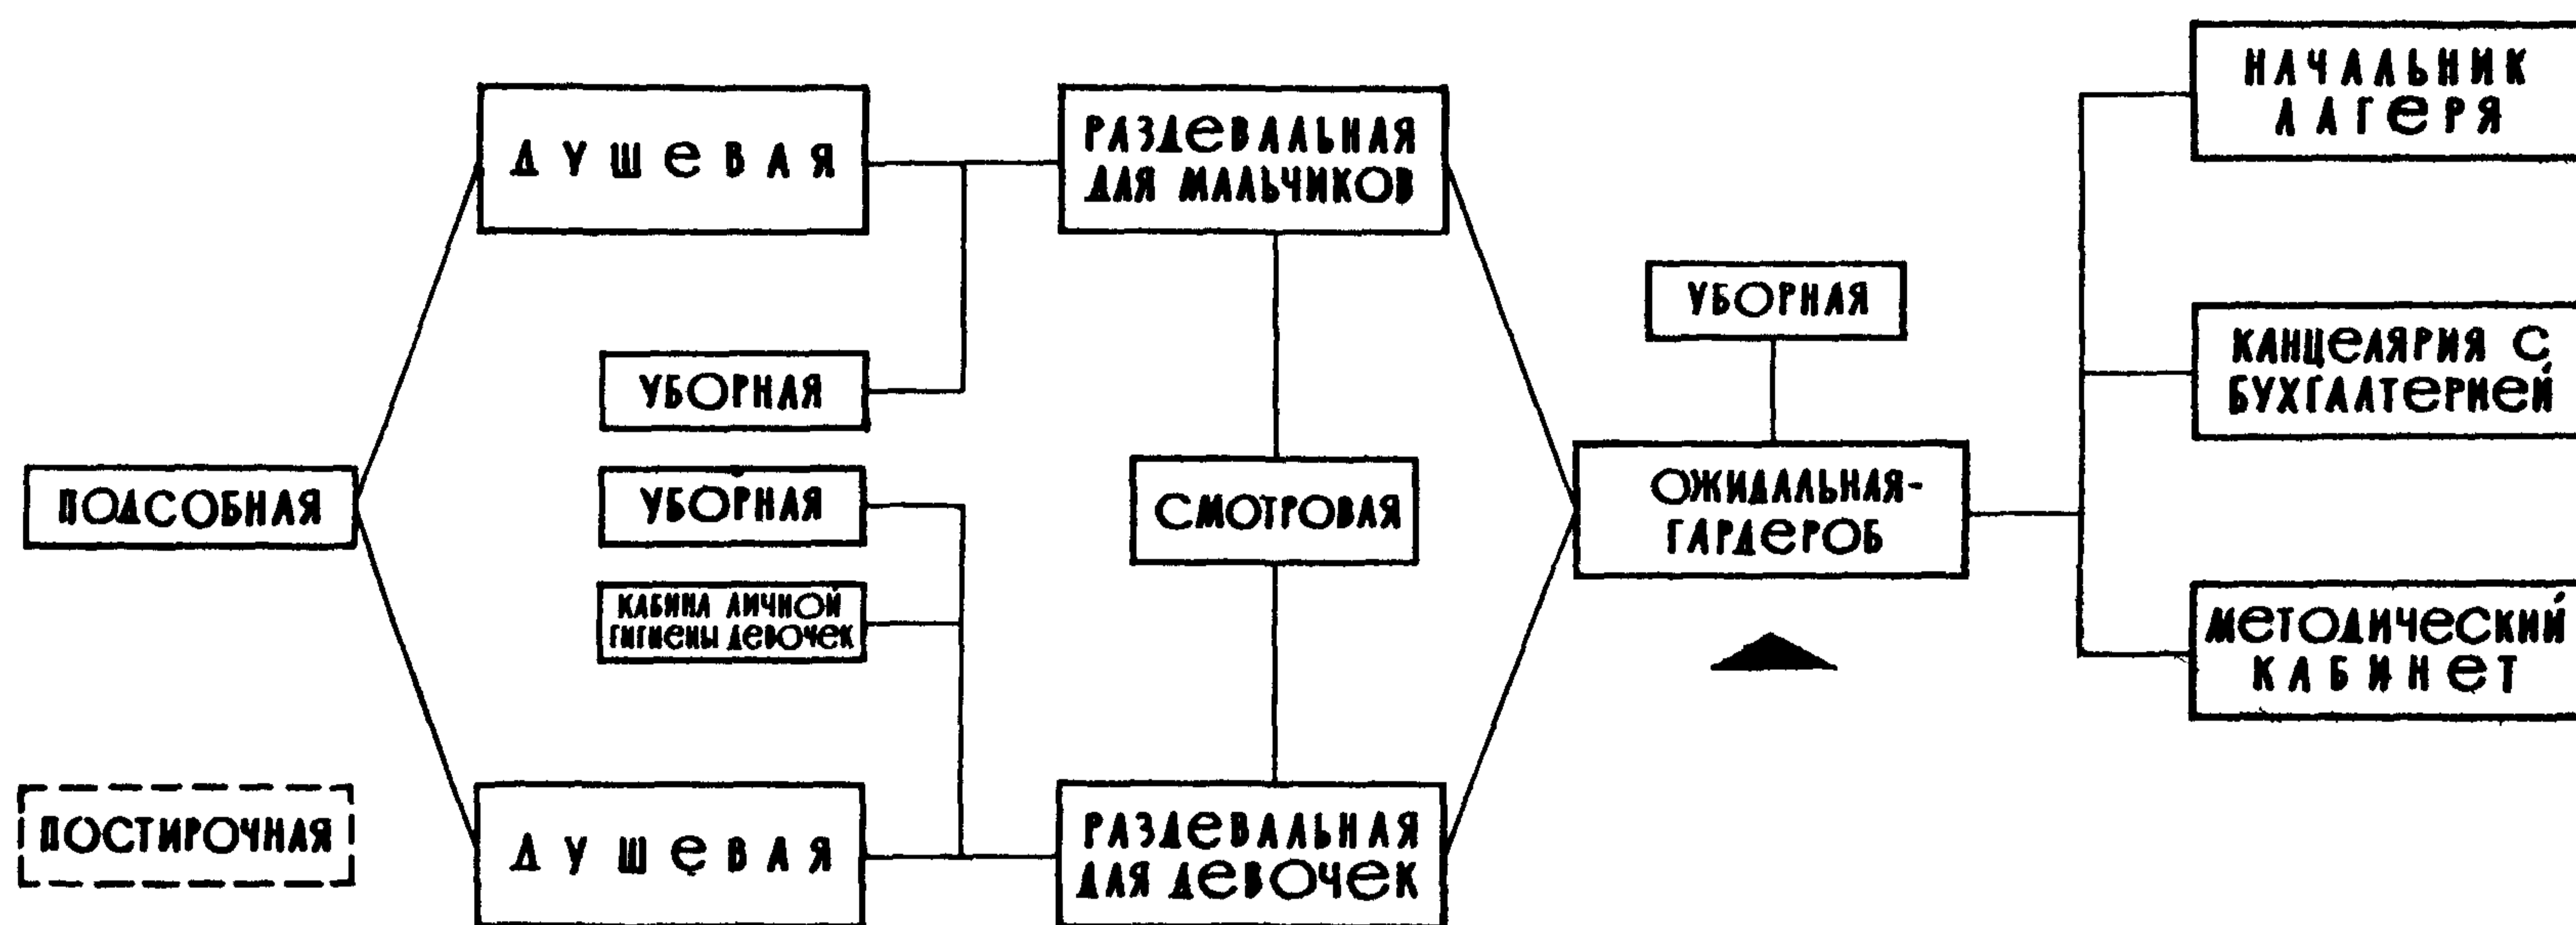 НАЧАЛЬНИК
ЛАГЕРЯ
ДУШЕВАЯ
РАЗДЕВАЛЬНАЯ
ДЛЯ МАЛЬЧИКОВ
УБОРНАЯ
КАНЦЕЛЯРИЯ С
БУХГАЛТЕРИЕЙ
УБОРНАЯ
ПОДСОБНАЯ
УБОРНАЯ
СМОТРОВАЯ
ОЖИДАЛЬНАЯ-
ГАРДЕРОБ
КАБИНА ЛИЧНОЙ
ГИГИЕНЫ ДЕВОЧЕК
МЕТОДИЧЕСКИЙ
КАБИНЕТ
ПОСТИРОЧНАЯ
ДУШЕВАЯ
РАЗДЕВАЛЬНАЯ
ДЛЯ ДЕВОЧЕК